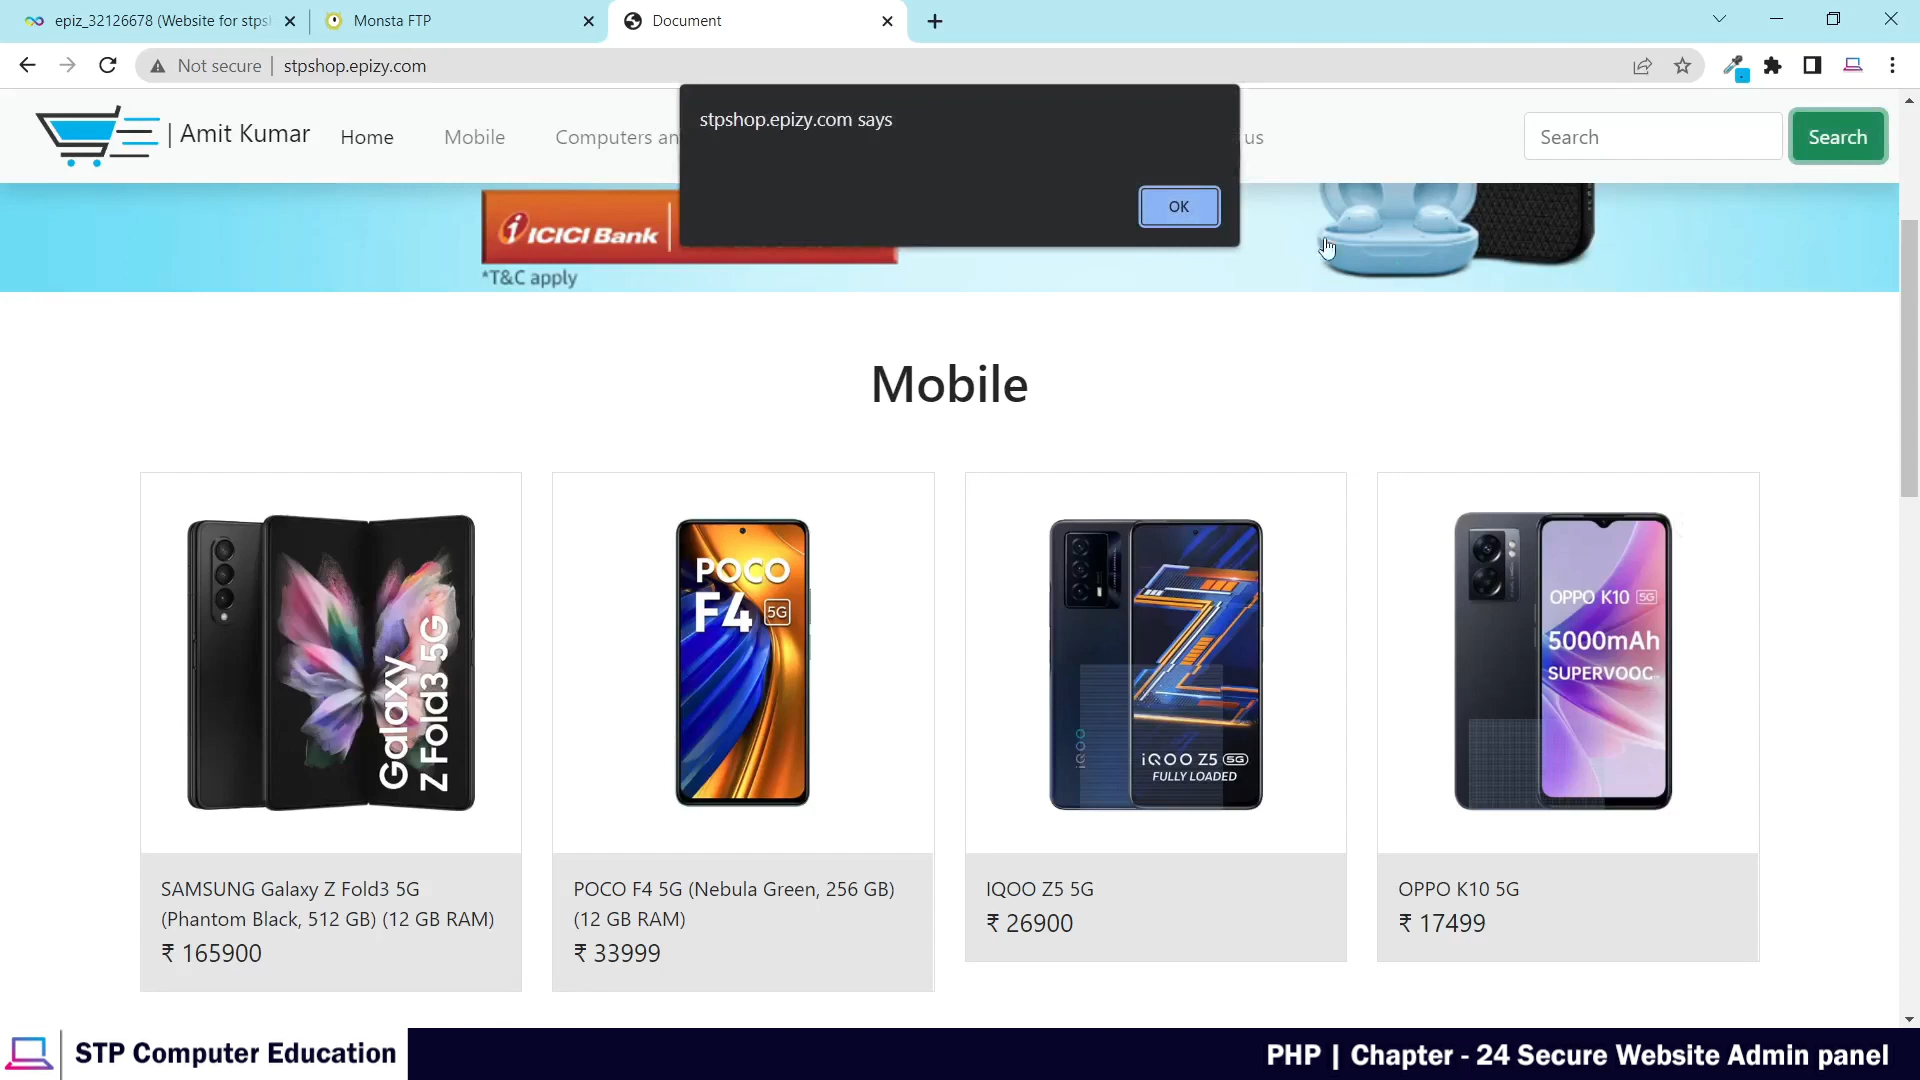 epiz_32126678 (Website for stps
Monsta FTP
Document
Not secure
stpshop.epizy.com
| Amit Kumar
Home
Mobile
Computers an
us
Search
Search
stpshop.epizy.com says
OK
ICICI Bank
*T&C apply
Mobile
Galaxy
Z Fold3 5G
POCO
F4 5G
iQOO
iQOO Z5 5G
FULLY LOADED
OPPO K10 5G
5000mAh
SUPERVOOC
SAMSUNG Galaxy Z Fold3 5G
(Phantom Black, 512 GB) (12 GB RAM)
₹ 165900
POCO F4 5G (Nebula Green, 256 GB)
(12 GB RAM)
₹ 33999
IQOO Z5 5G
₹ 26900
OPPO K10 5G
₹ 17499
STP Computer Education
PHP | Chapter - 24 Secure Website Admin panel